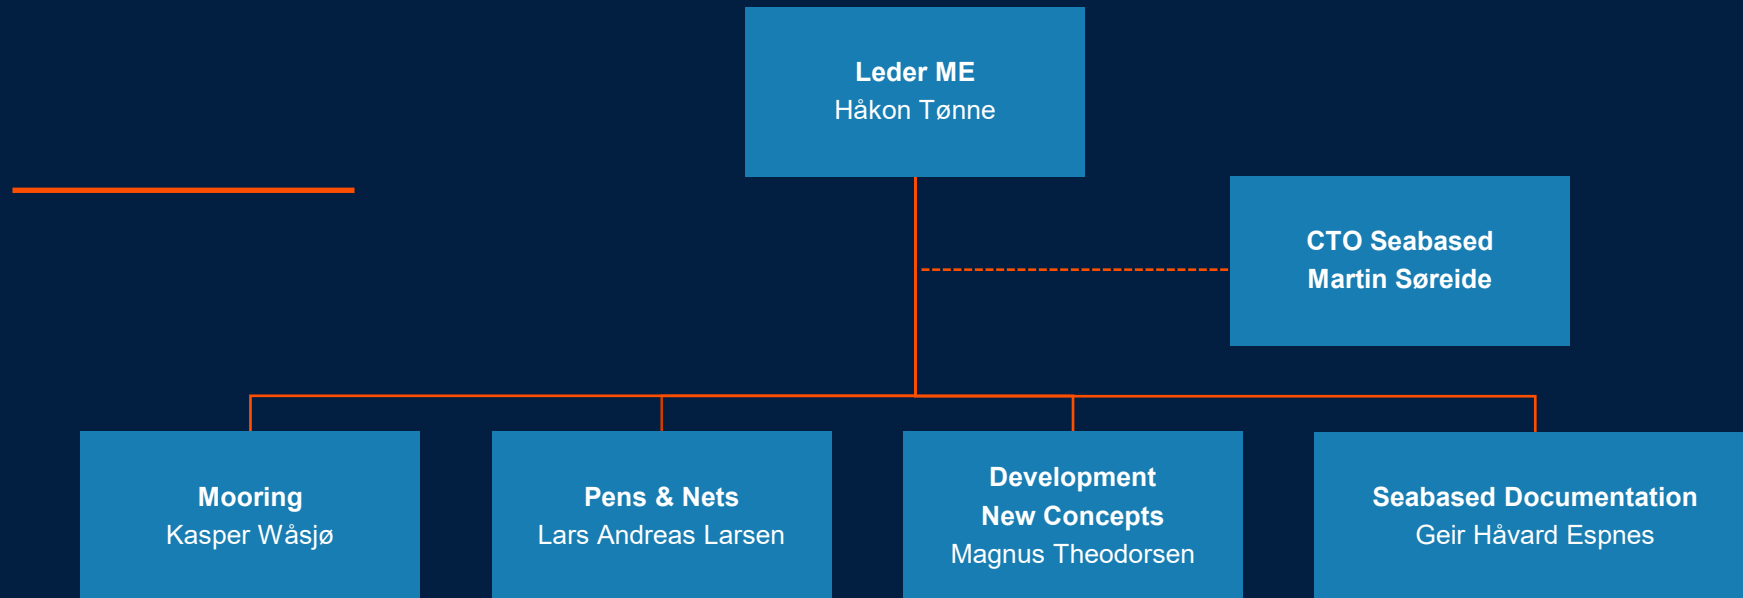 Leder ME
Håkon Tønne
CTO Seabased
Martin Søreide
Mooring
Kasper Wåsjø
Pens & Nets
Lars Andreas Larsen
Development
New Concepts
Magnus Theodorsen
Seabased Documentation
Geir Håvard Espnes